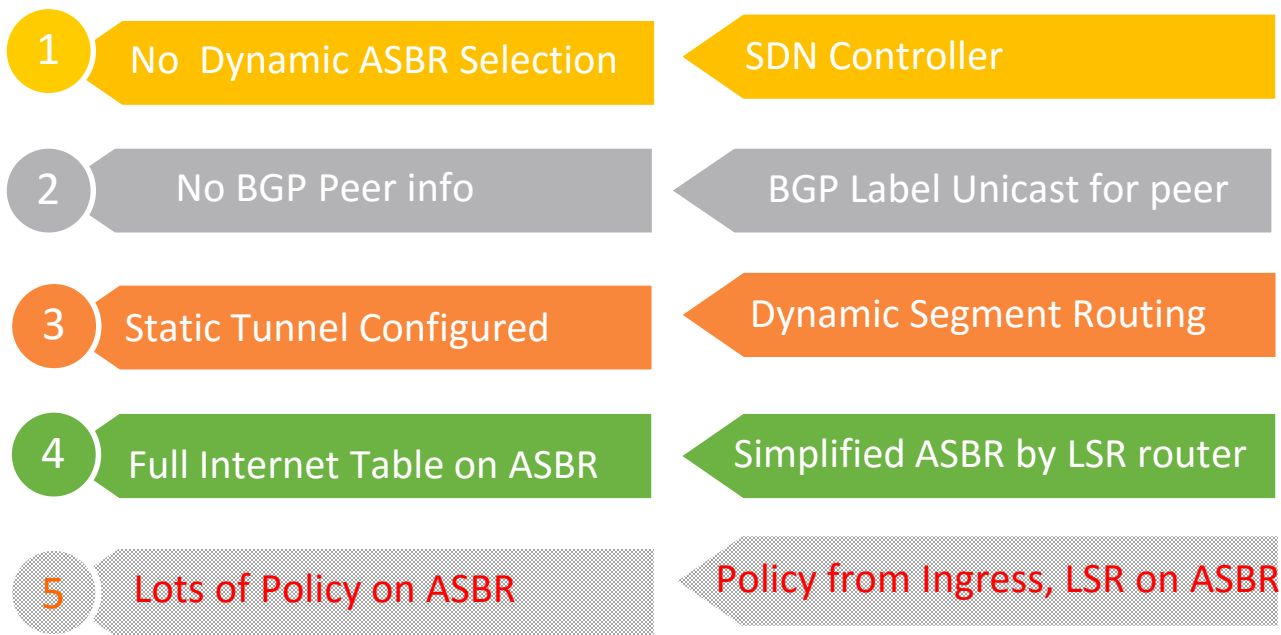 1 No Dynamic ASBR Selection SDN Controller
2 No BGP Peer info BGP Label Unicast for peer
3 Static Tunnel Configured Dynamic Segment Routing
4 Full Internet Table on ASBR Simplified ASBR by LSR router
5 Lots of Policy on ASBR Policy from Ingress, LSR on ASBR